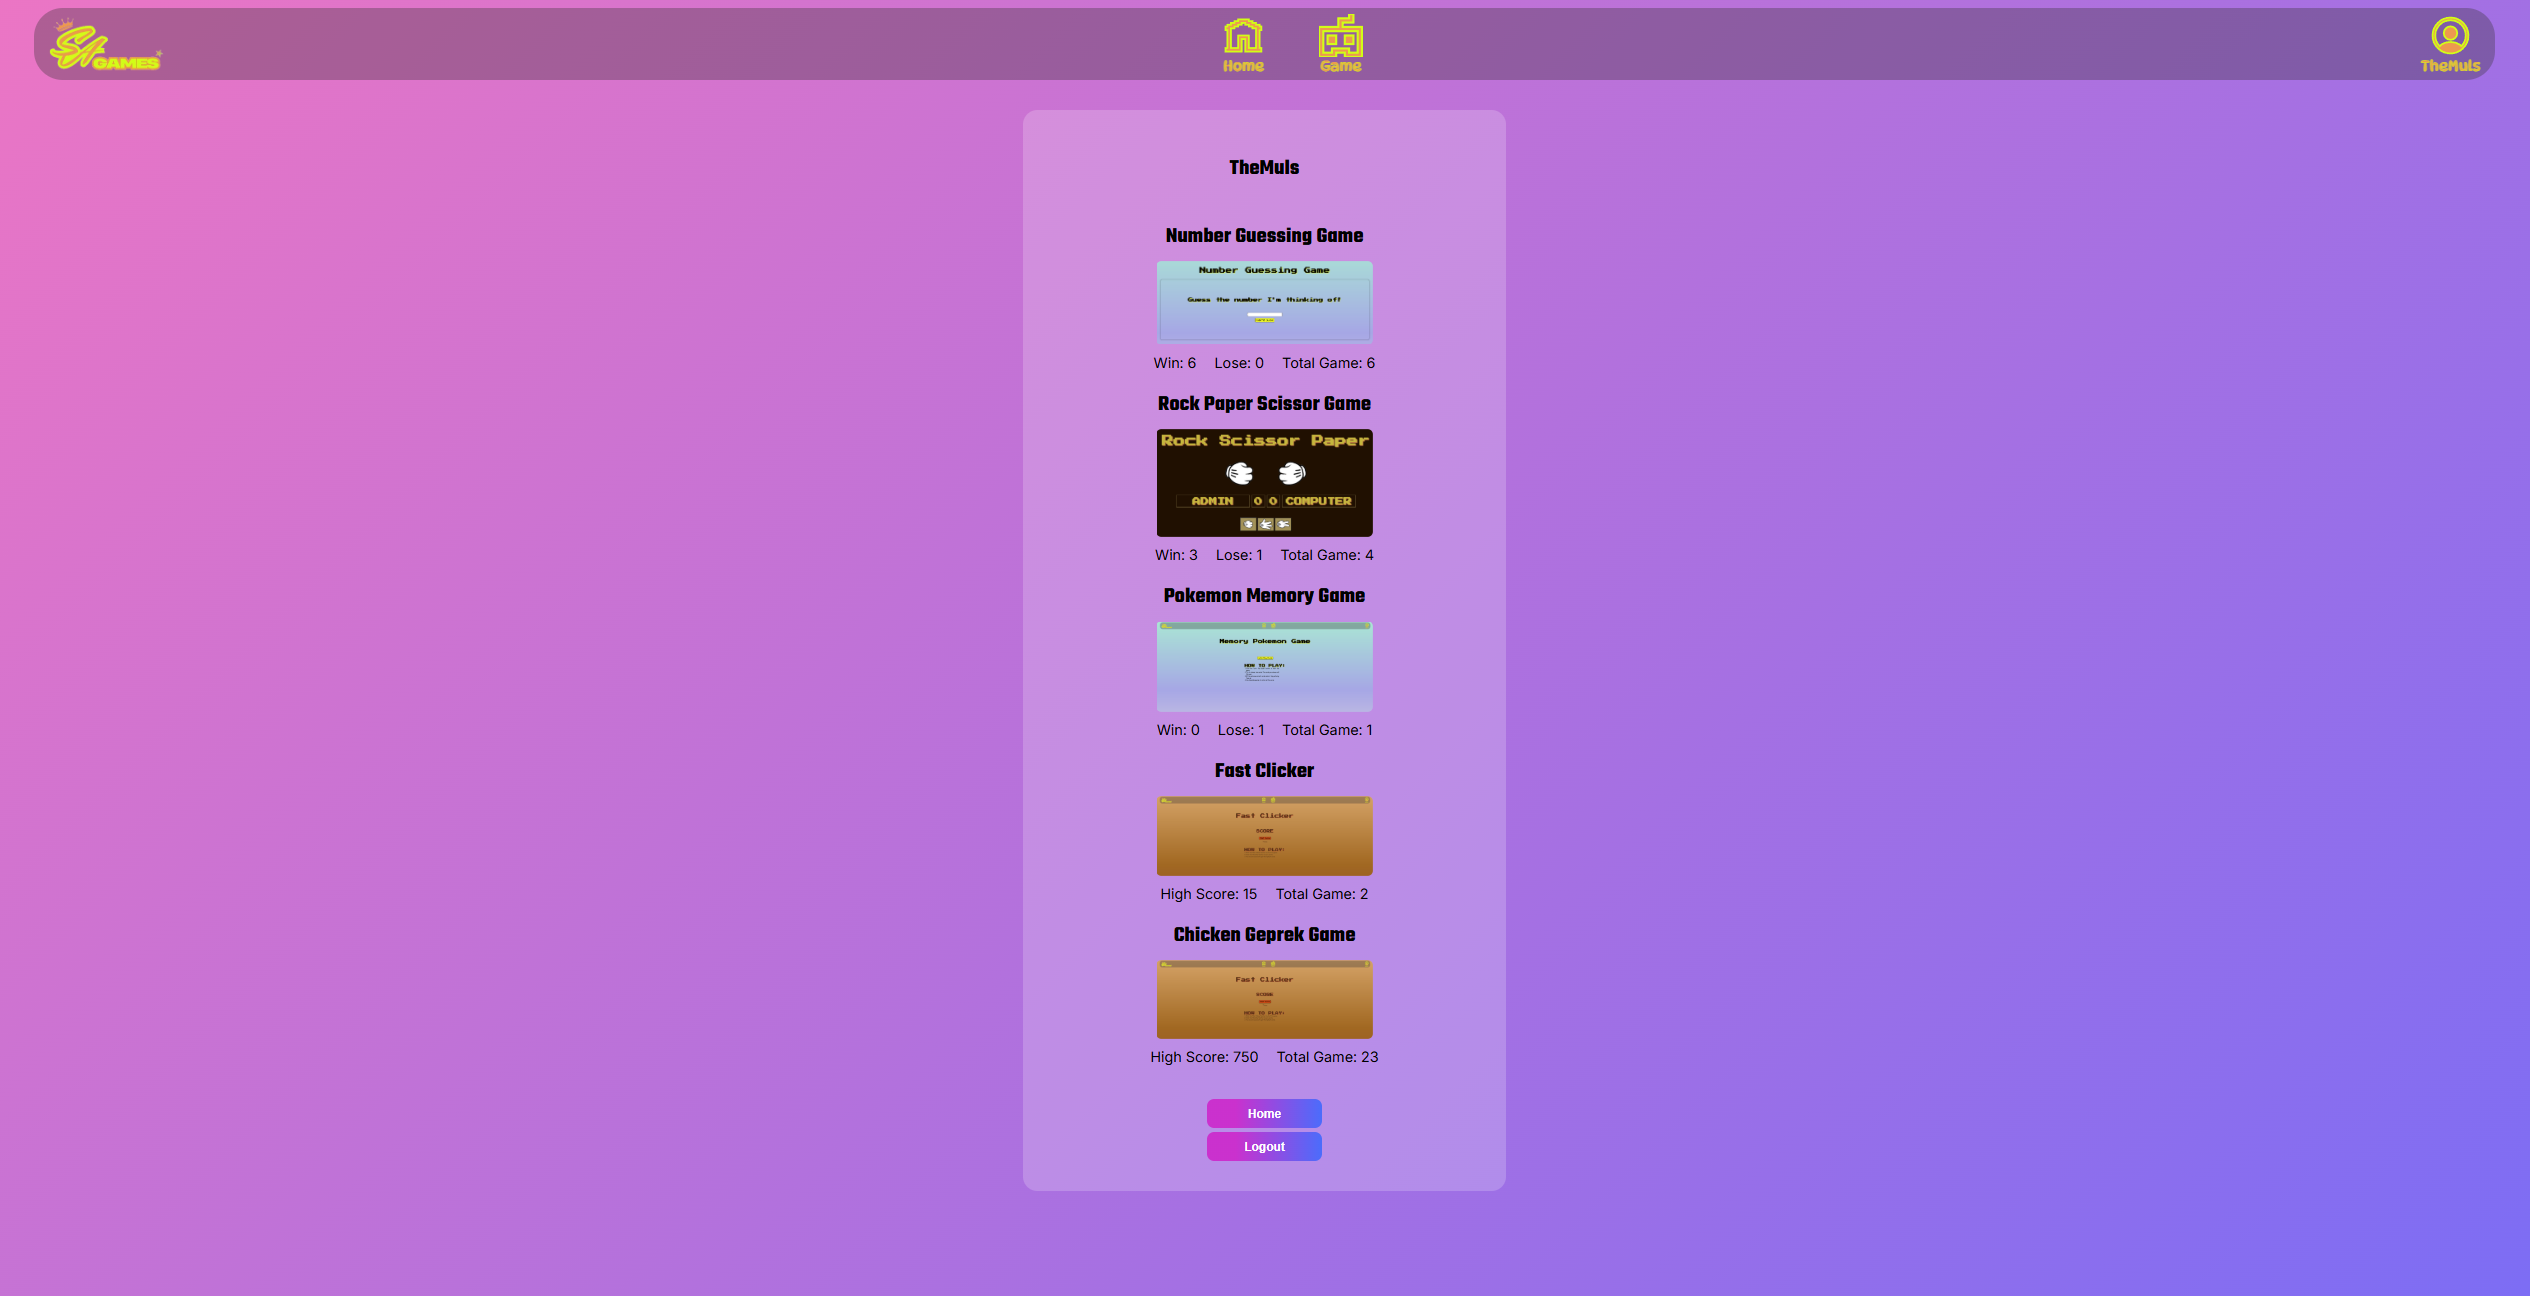 SA GAMES
Home
Game
TheMuls
TheMuls
Number Guessing Game
Number Guessing Game
Guess the number I'm thinking off
Win: 6 Lose: 0 Total Game: 6
Rock Paper Scissor Game
Rock Scissor Paper
ADMIN 0 0 COMPUTER
Win: 3 Lose: 1 Total Game: 4
Pokemon Memory Game
Memory Pokemon Game
HOW TO PLAY!
Win: 0 Lose: 1 Total Game: 1
Fast Clicker
Fast Clicker
SCORE
HOW TO PLAY!
High Score: 15 Total Game: 2
Chicken Geprek Game
Fast Clicker
SCORE
HOW TO PLAY!
High Score: 750 Total Game: 23
Home
Logout